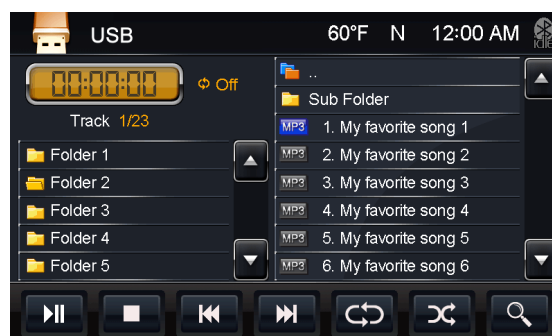 USB 60°F N 12:00 AM
idle
00:00:00 Off
Track 1/23
Folder 1
Folder 2
Folder 3
Folder 4
Folder 5
..
Sub Folder
MP3 1. My favorite song 1
MP3 2. My favorite song 2
MP3 3. My favorite song 3
MP3 4. My favorite song 4
MP3 5. My favorite song 5
MP3 6. My favorite song 6